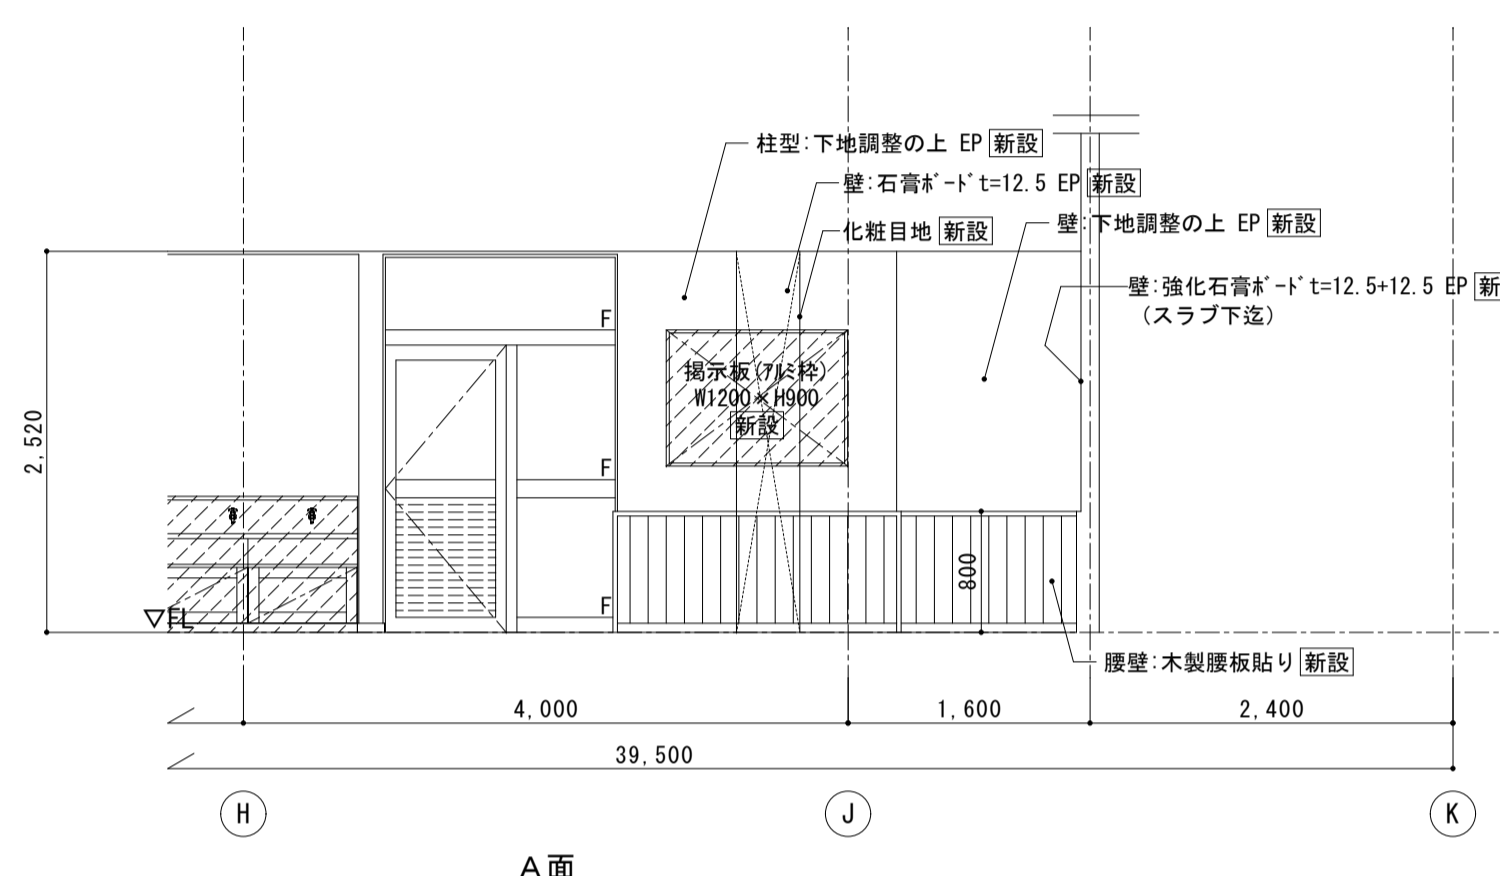 柱型:下地調整の上 EP 新設
壁:石膏ﾎﾞｰﾄﾞt=12.5 EP 新設
化粧目地 新設
壁:下地調整の上 EP 新設
壁:強化石膏ﾎﾞｰﾄﾞt=12.5+12.5 EP 新
(スラブ下迄)
F
掲示板(ｱﾙﾐ枠)
W1200×H900
新設
2,520
F
800
F
▽FL
腰壁:木製腰板貼り 新設
4,000
1,600
2,400
39,500
H
J
K
A面